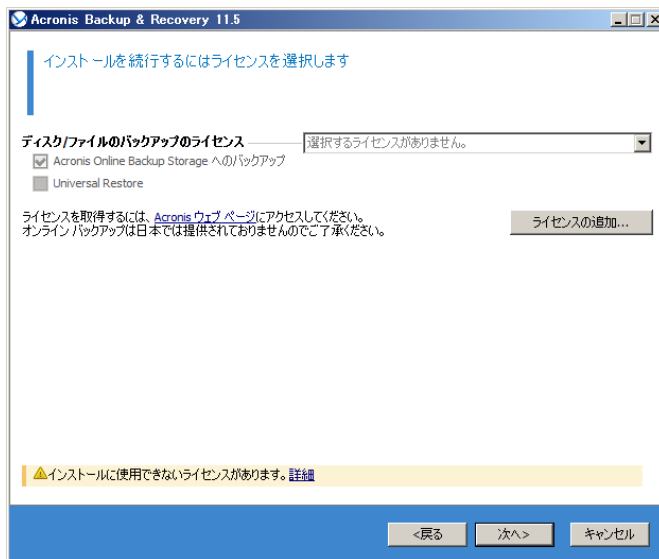 Acronis Backup & Recovery 11.5
インストールを続行するにはライセンスを選択します
ディスク/ファイルのバックアップのライセンス 選択するライセンスがありません。
Acronis Online Backup Storage へのバックアップ
Universal Restore
ライセンスを取得するには、Acronis ウェブ ページにアクセスしてください。
オンライン バックアップは日本では提供されておりませんのでご了承ください。
ライセンスの追加...
インストールに使用できないライセンスがあります。詳細
<戻る 次へ> キャンセル